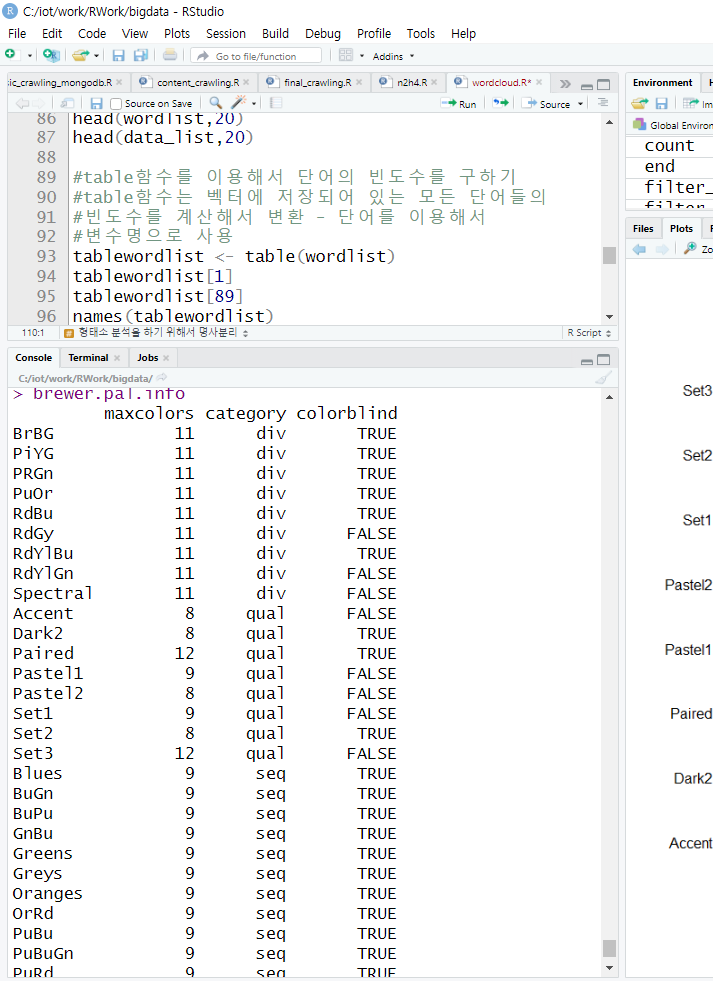 C:/iot/work/RWork/bigdata - RStudio
File Edit Code View Plots Session Build Debug Profile Tools Help
Go to file/function Addins
sic_crawling_mongodb.R content_crawling.R final_crawling.R n2h4.R wordcloud.R*
Source on Save Run Source
86 head(wordlist,20)
87 head(data_list,20)
88
89 #table함수를 이용해서 단어의 빈도수를 구하기
90 #table함수는 벡터에 저장되어 있는 모든 단어들의
91 #빈도수를 계산해서 변환 - 단어를 이용해서
92 #변수명으로 사용
93 tablewordlist <- table(wordlist)
94 tablewordlist[1]
95 tablewordlist[89]
96 names(tablewordlist)
110:1 형태소 분석을 하기 위해서 명사분리 R Script
Console Terminal Jobs
C:/iot/work/RWork/bigdata/
> brewer.pal.info
maxcolors category colorblind
BrBG 11 div TRUE
PiYG 11 div TRUE
PRGn 11 div TRUE
PuOr 11 div TRUE
RdBu 11 div TRUE
RdGy 11 div FALSE
RdYlBu 11 div TRUE
RdYlGn 11 div FALSE
Spectral 11 div FALSE
Accent 8 qual FALSE
Dark2 8 qual TRUE
Paired 12 qual TRUE
Pastel1 9 qual FALSE
Pastel2 8 qual FALSE
Set1 9 qual FALSE
Set2 8 qual TRUE
Set3 12 qual FALSE
Blues 9 seq TRUE
BuGn 9 seq TRUE
BuPu 9 seq TRUE
GnBu 9 seq TRUE
Greens 9 seq TRUE
Greys 9 seq TRUE
Oranges 9 seq TRUE
OrRd 9 seq TRUE
PuBu 9 seq TRUE
PuBuGn 9 seq TRUE
PuRd 9 seq TRUE
Environment
Im
Global Environ
count
end
filter_
filter
Files Plots
Zo
Set3
Set2
Set1
Pastel2
Pastel1
Paired
Dark2
Accent